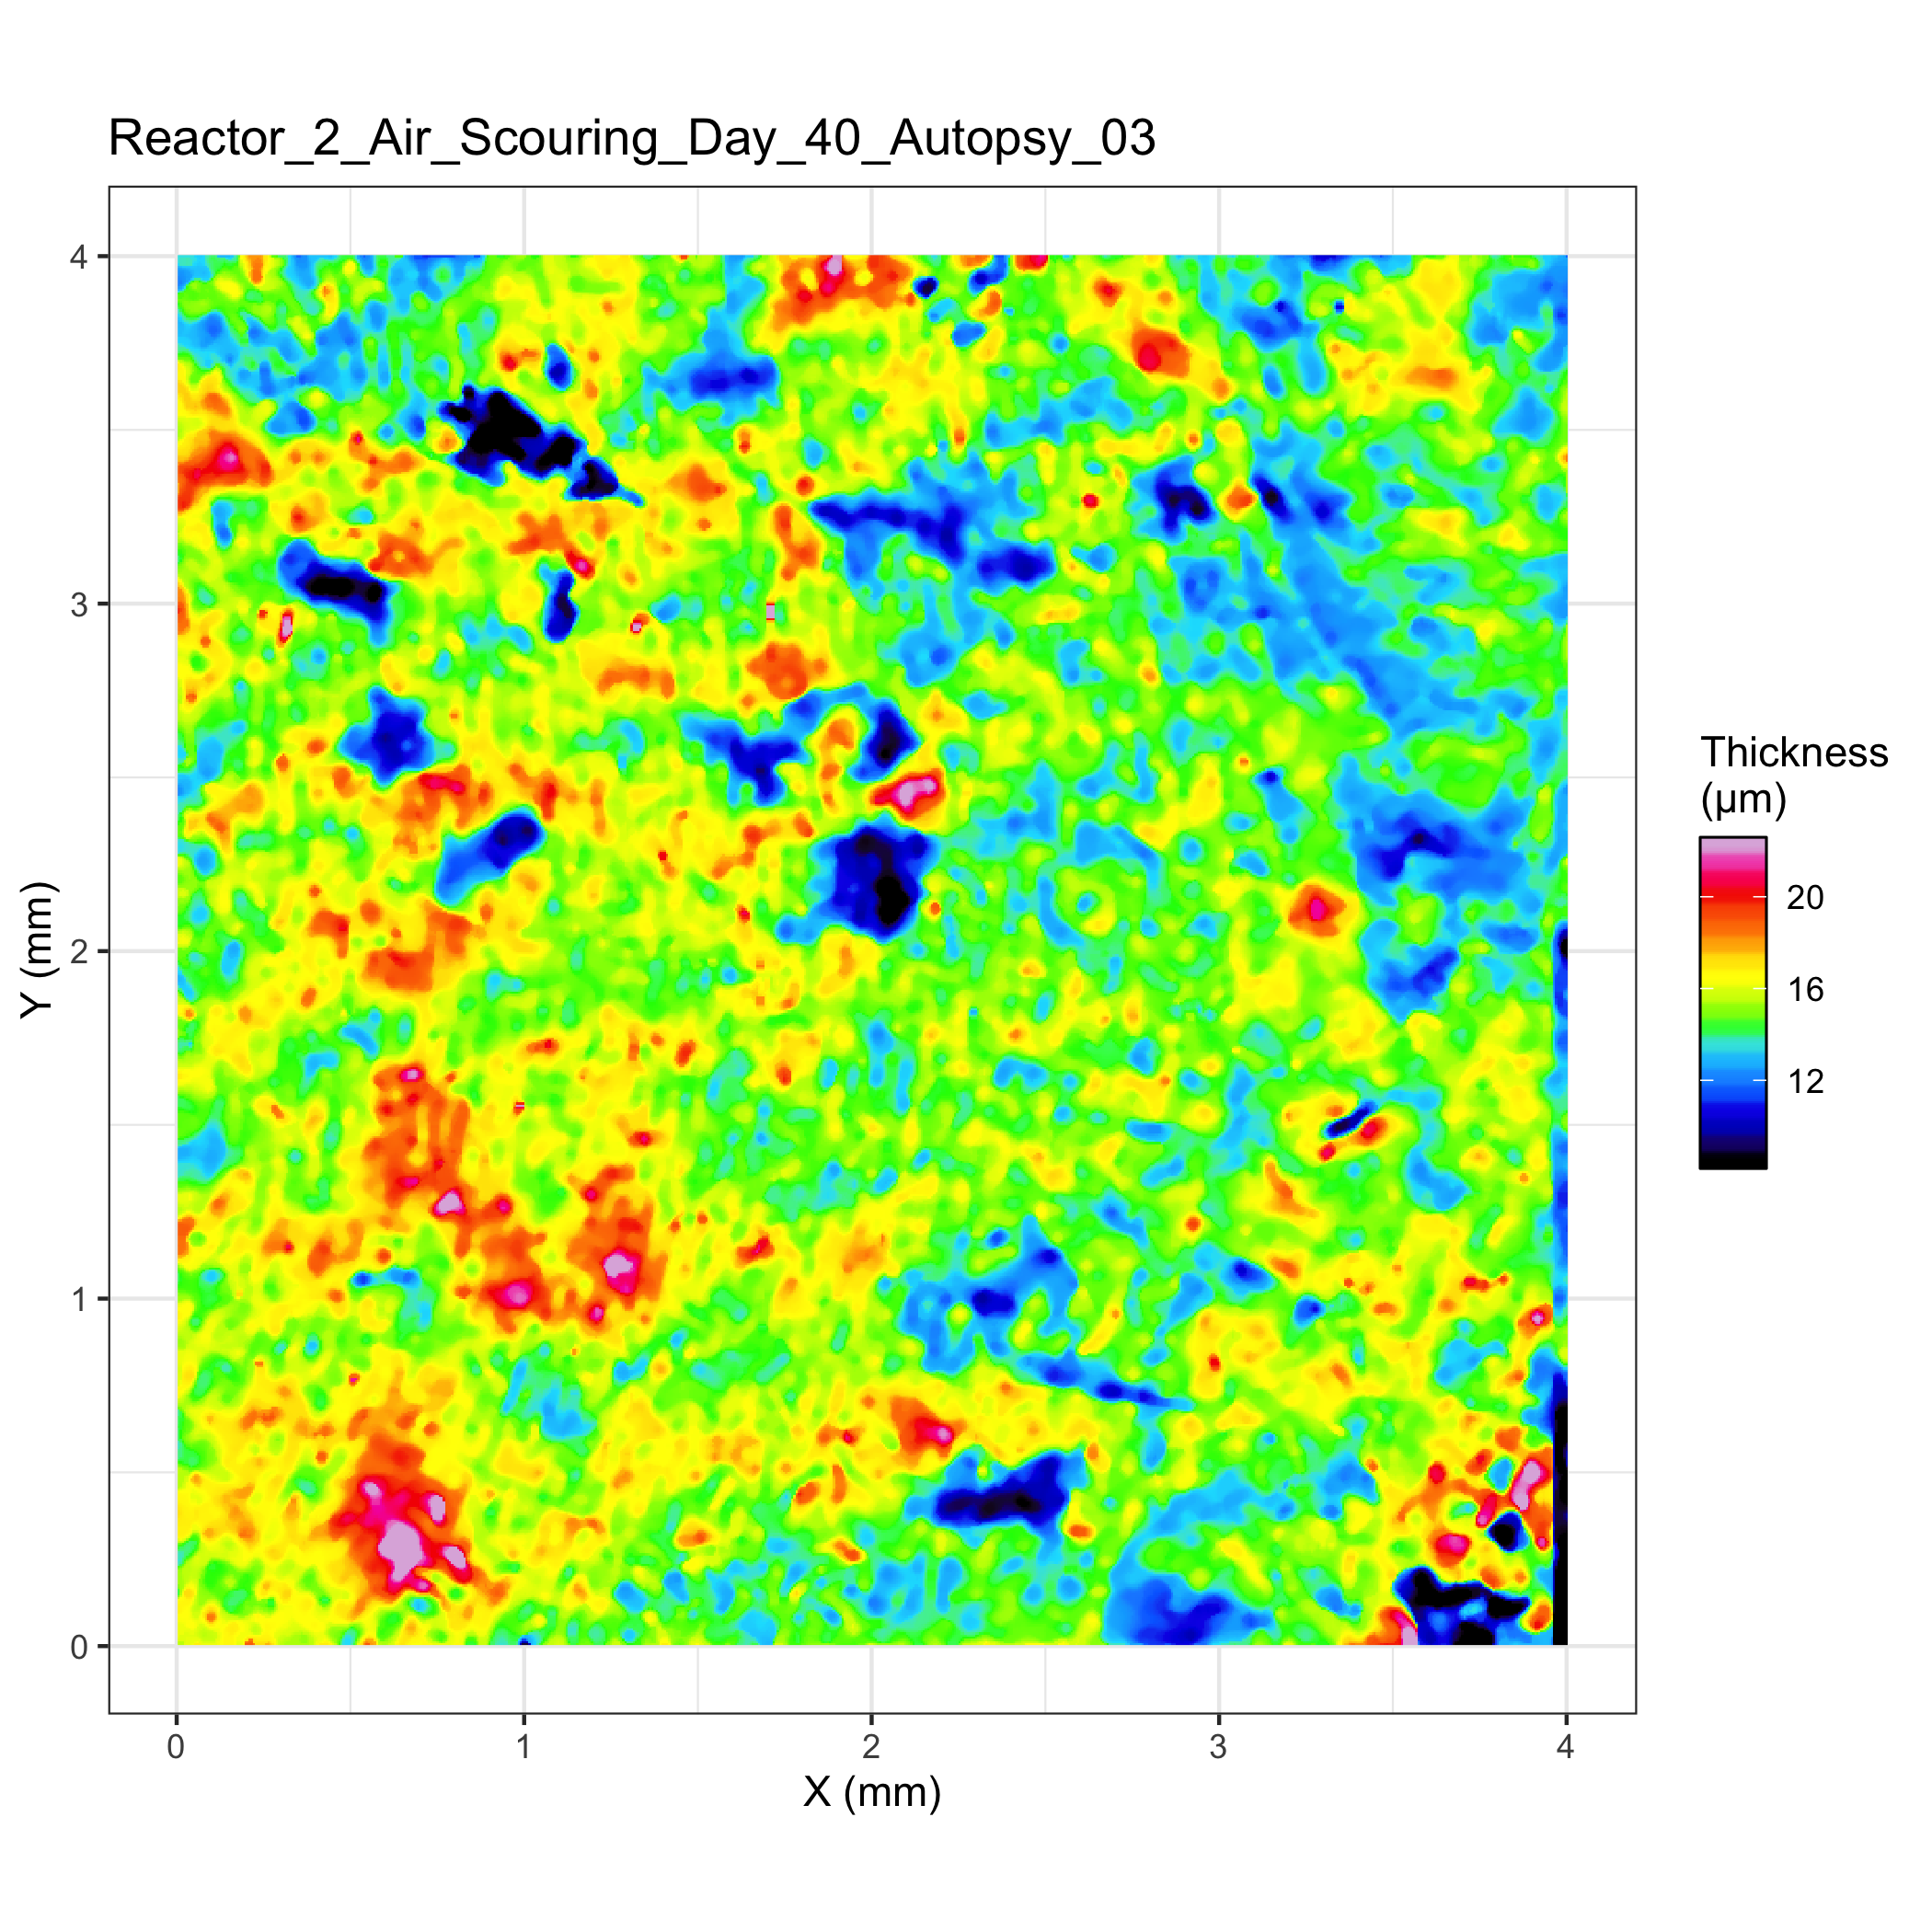 Reactor_2_Air_Scouring_Day_40_Autopsy_03
4
3
2
1
0
Y (mm)
0 1 2 3 4
X (mm)
Thickness
(µm)
20
16
12